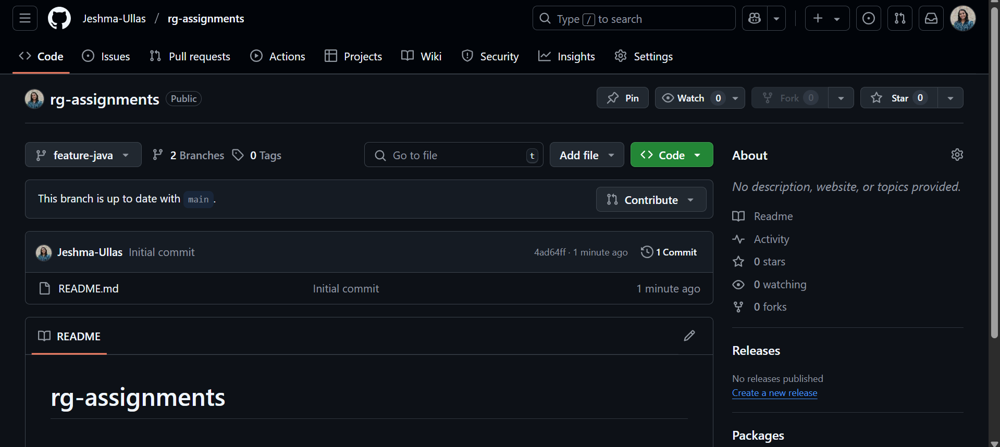 Jeshma-Ullas / rg-assignments
Type / to search
Code Issues Pull requests Actions Projects Wiki Security Insights Settings
rg-assignments Public
Pin Watch 0 Fork 0 Star 0
feature-java 2 Branches 0 Tags
Go to file t
Add file
Code
This branch is up to date with main .
Contribute
Jeshma-Ullas Initial commit 4ad64ff · 1 minute ago 1 Commit
README.md Initial commit 1 minute ago
README
rg-assignments
About
No description, website, or topics provided.
Readme
Activity
0 stars
0 watching
0 forks
Releases
No releases published
Create a new release
Packages